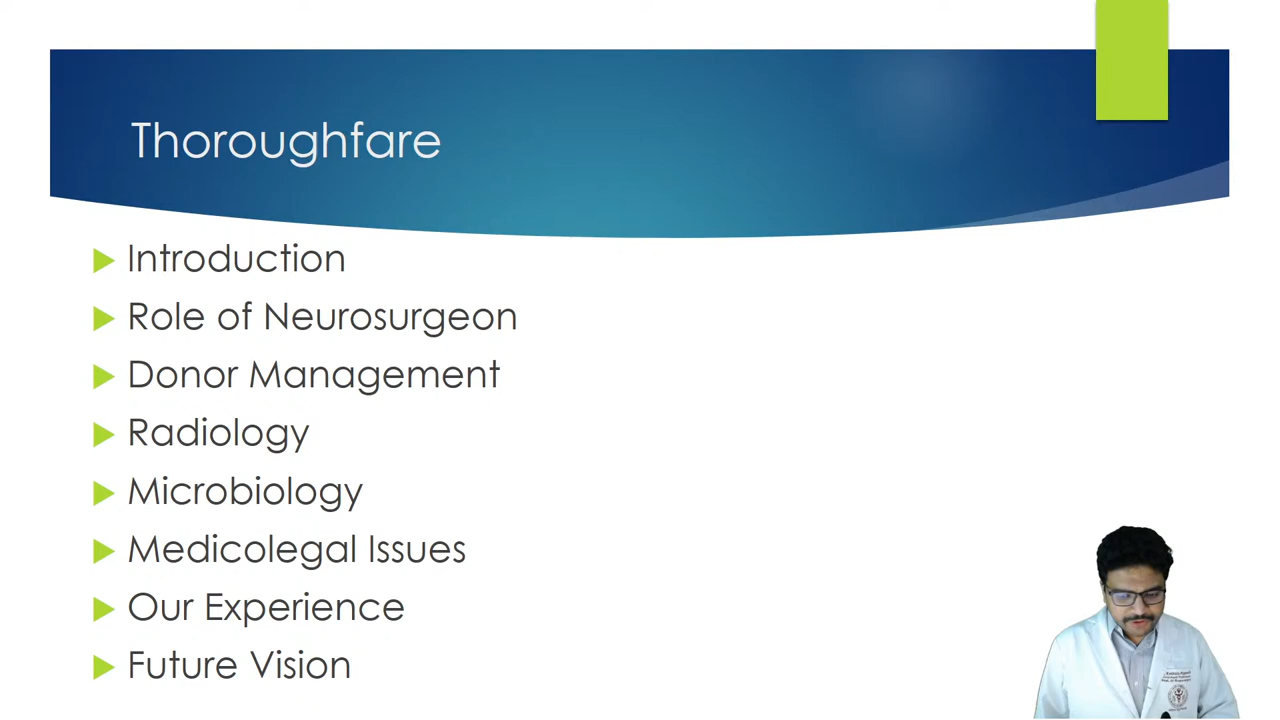 Thoroughfare
Introduction
Role of Neurosurgeon
Donor Management
Radiology
Microbiology
Medicolegal Issues
Our Experience
Future Vision